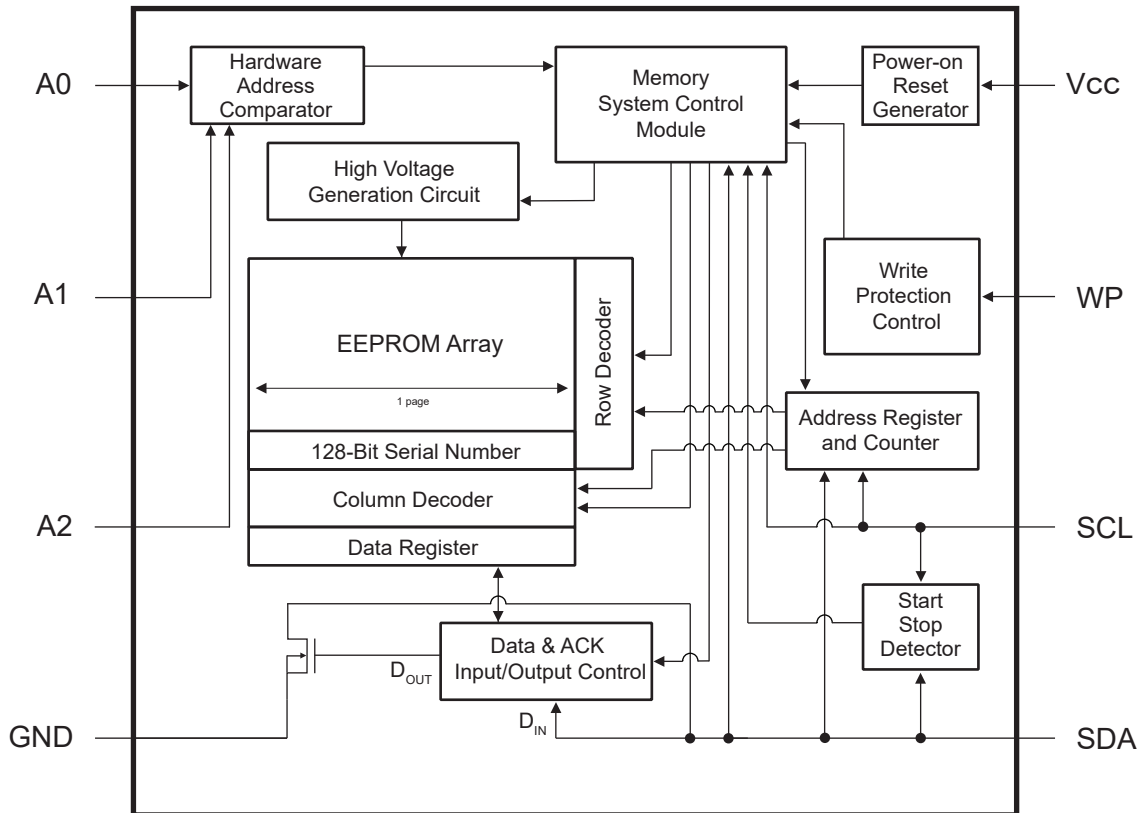 A0
Hardware
Address
Comparator
Memory
System Control
Module
Power-on
Reset
Generator
Vcc
High Voltage
Generation Circuit
A1
Write
Protection
Control
WP
EEPROM Array
1 page
Row Decoder
Address Register
and Counter
128-Bit Serial Number
Column Decoder
A2
SCL
Data Register
Start
Stop
Detector
Data & ACK
Input/Output Control
DOUT
DIN
GND
SDA